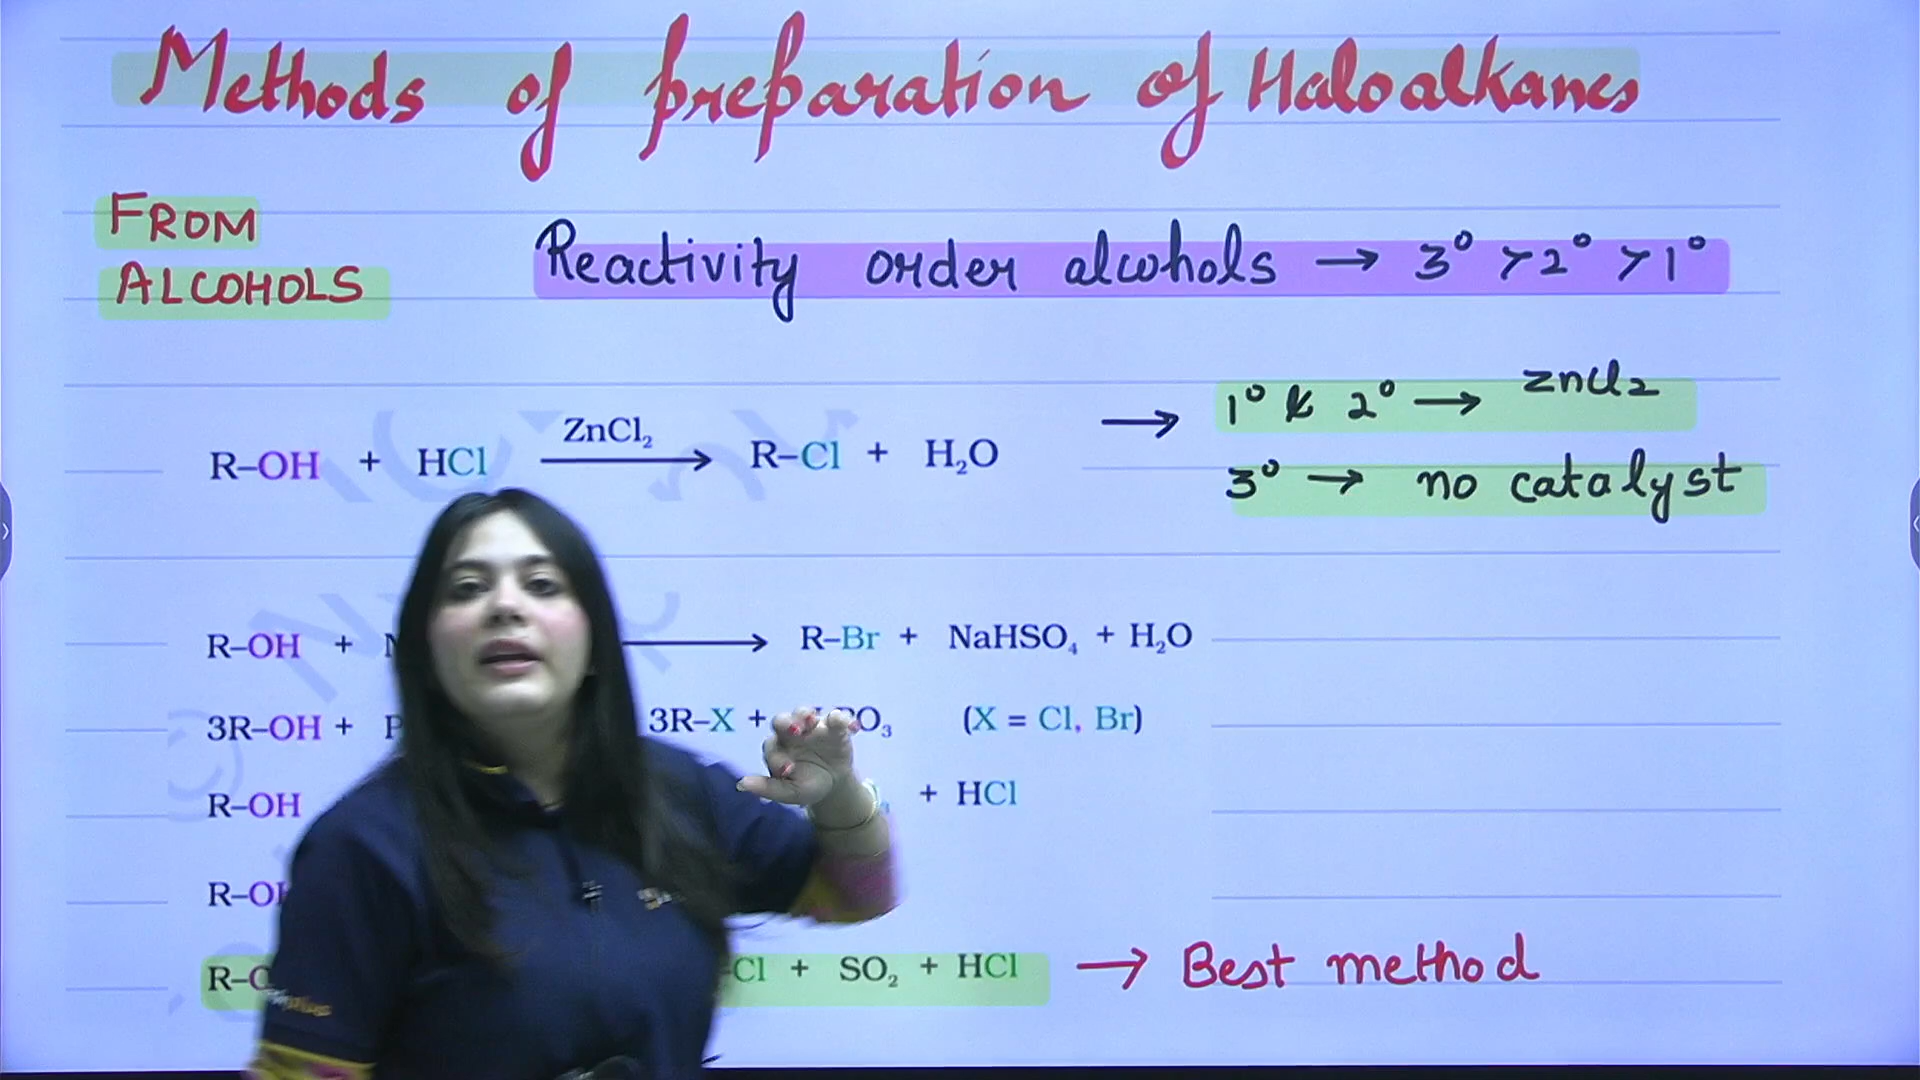 Methods of preparation of Haloalkanes
FROM
ALCOHOLS
Reactivity order alcohols → 3° > 2° > 1°
1° & 2° → ZnCl2
R–OH + HCl ZnCl₂ → R–Cl + H₂O →
3° → no catalyst
R–OH + N → R–Br + NaHSO₄ + H₂O
3R–OH + P 3R–X + PO₃ (X = Cl, Br)
R–OH + HCl
R–OH
R–O Cl + SO₂ + HCl → Best method